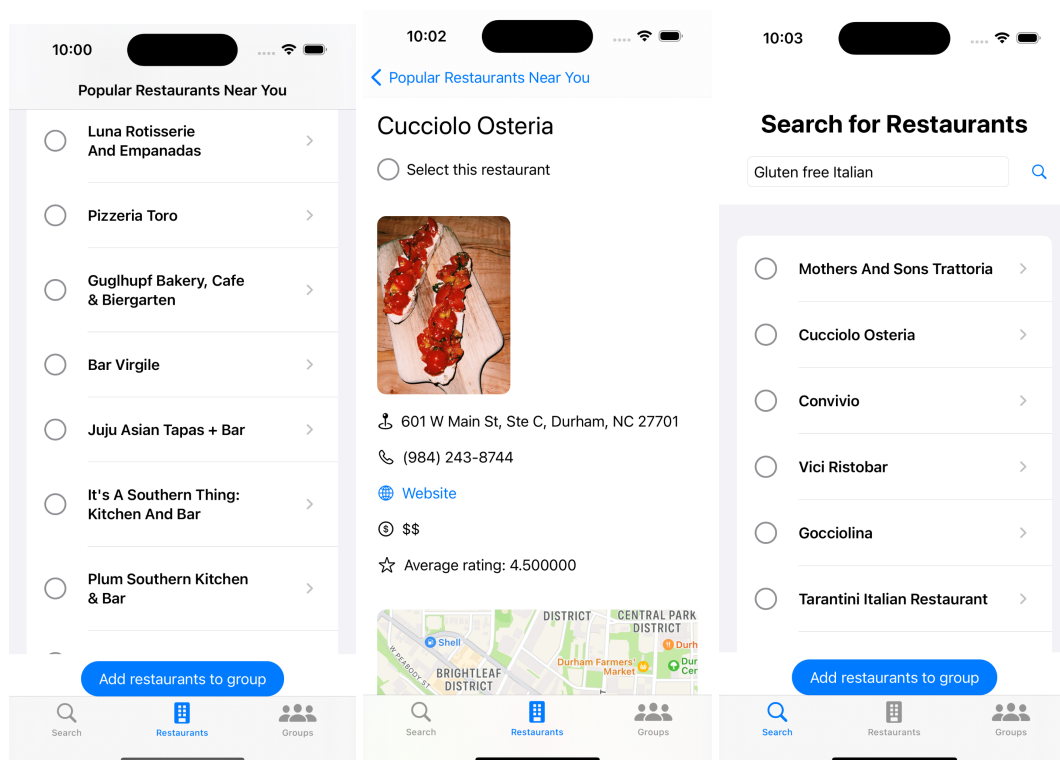 10:00
Popular Restaurants Near You
Luna Rotisserie
And Empanadas
Pizzeria Toro
Guglhupf Bakery, Cafe
& Biergarten
Bar Virgile
Juju Asian Tapas + Bar
It's A Southern Thing:
Kitchen And Bar
Plum Southern Kitchen
& Bar
Add restaurants to group
Search
Restaurants
Groups
10:02
Popular Restaurants Near You
Cucciolo Osteria
Select this restaurant
601 W Main St, Ste C, Durham, NC 27701
(984) 243-8744
Website
$ $$
Average rating: 4.500000
DISTRICT
CENTRAL PARK
DISTRICT
Shell
Durh
W PEABODY ST
Durham Farmers'
Market
Dur
Cer
BRIGHTLEAF
DISTRICT
Search
Restaurants
Groups
10:03
Search for Restaurants
Gluten free Italian
Mothers And Sons Trattoria
Cucciolo Osteria
Convivio
Vici Ristobar
Gocciolina
Tarantini Italian Restaurant
Add restaurants to group
Search
Restaurants
Groups